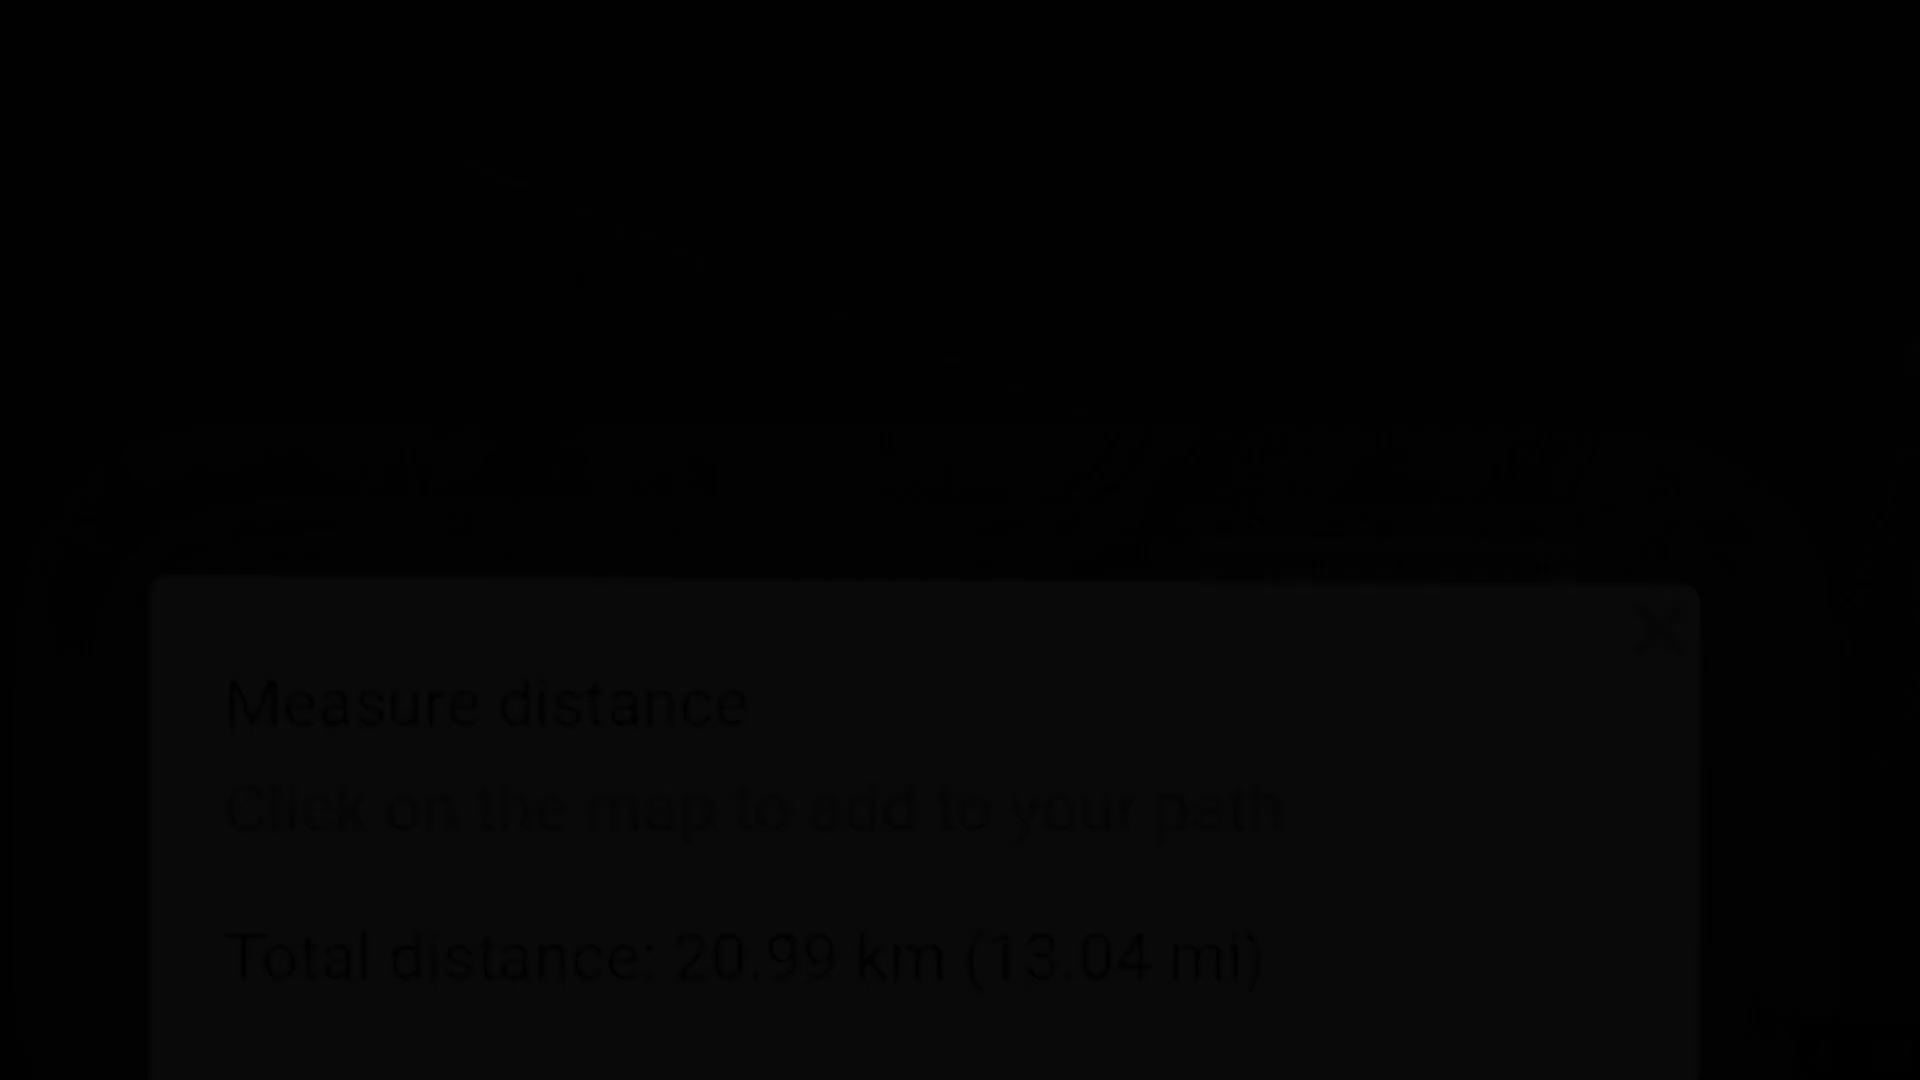 Measure distance
Click on the map to add to your path
Total distance: 20.99 km (13.04 mi)